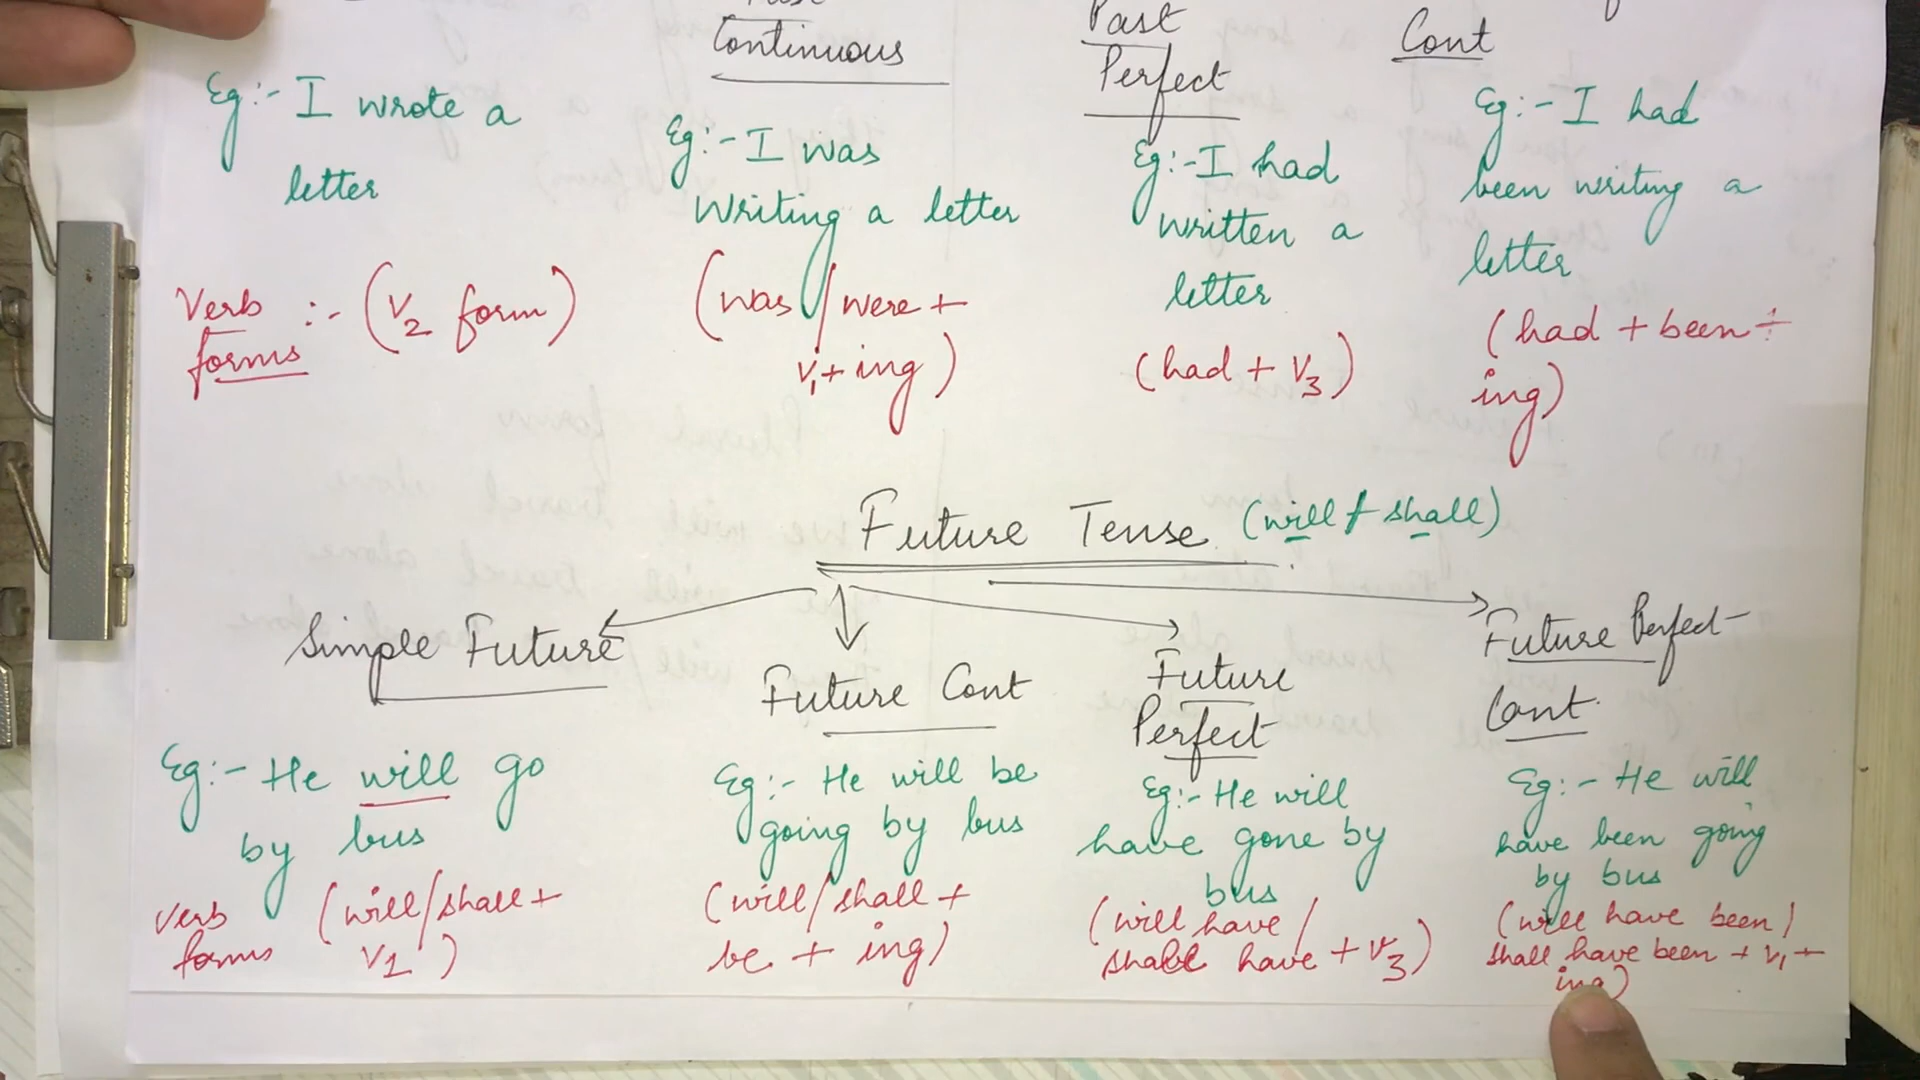 Continuous
Past
Perfect
Cont
Eg:- I wrote a
letter
Eg:- I was
writing a letter
Eg:- I had
written a
letter
Eg:- I had
been writing a
letter
Verb
forms :- (V2 form)
(was/were +
V1 + ing)
(had + V3)
(had + been +
ing)
Future Tense (will / shall)
Simple Future
Future Cont
Future
Perfect
Future Perfect
Cont.
Eg:- He will go
by bus
Eg:- He will be
going by bus
Eg:- He will
have gone by
bus
Eg:- He will
have been going
by bus
Verb
forms
(will/shall +
V1)
(will/shall +
be + ing)
(will have /
shall have + V3)
(will have been /
shall have been + V1 +
ing)